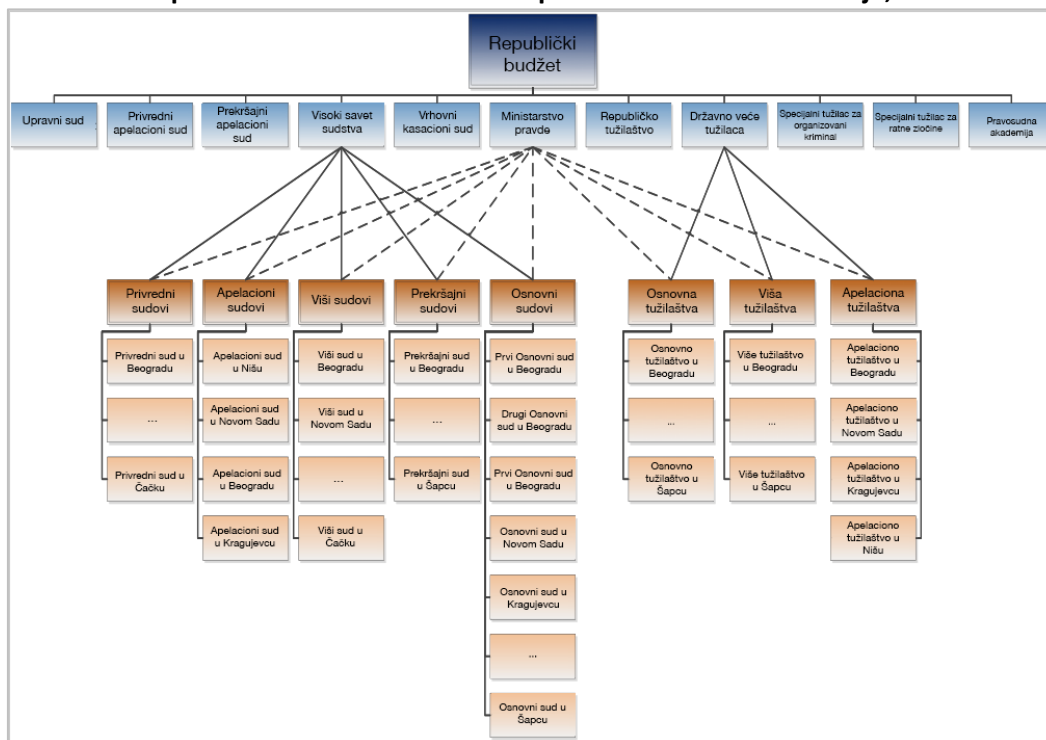 Republički
budžet
Upravni sud
Privredni
apelacioni sud
Prekršajni
apelacioni
sud
Visoki savet
sudstva
Vrhovni
kasacioni sud
Ministarstvo
pravde
Republičko
tužilaštvo
Državno veće
tužilaca
Specijalni tužilac za
organizovani
kriminal
Specijalni tužilac za
ratne zločine
Pravosudna
akademija
Privredni
sudovi
Apelacioni
sudovi
Viši sudovi
Prekršajni
sudovi
Osnovni
sudovi
Osnovna
tužilaštva
Viša
tužilaštva
Apelaciona
tužilaštva
Privredni sud u
Beogradu
...
Privredni sud u
Čačku
Apelacioni sud
u Nišu
Apelacioni sud
u Novom Sadu
Apelacioni sud
u Beogradu
Apelacioni sud
u Kragujevcu
Viši sud u
Beogradu
Viši sud u
Novom Sadu
...
Viši sud u
Čačku
Prekršajni sud
u Beogradu
...
Prekršajni sud
u Šapcu
Prvi Osnovni sud
u Beogradu
Drugi Osnovni
sud u Beogradu
Prvi Osnovni sud
u Beogradu
Osnovni sud u
Novom Sadu
Osnovni sud u
Kragujevcu
...
Osnovni sud u
Šapcu
Osnovno
tužilaštvo u
Beogradu
...
Osnovno
tužilaštvo u
Šapcu
Više tužilaštvo
u Beogradu
...
Više tužilaštvo
u Šapcu
Apelaciono
tužilaštvo u
Beogradu
Apelaciono
tužilaštvo u
Novom Sadu
Apelaciono
tužilaštvo u
Kragujevcu
Apelaciono
tužilaštvo u
Nišu